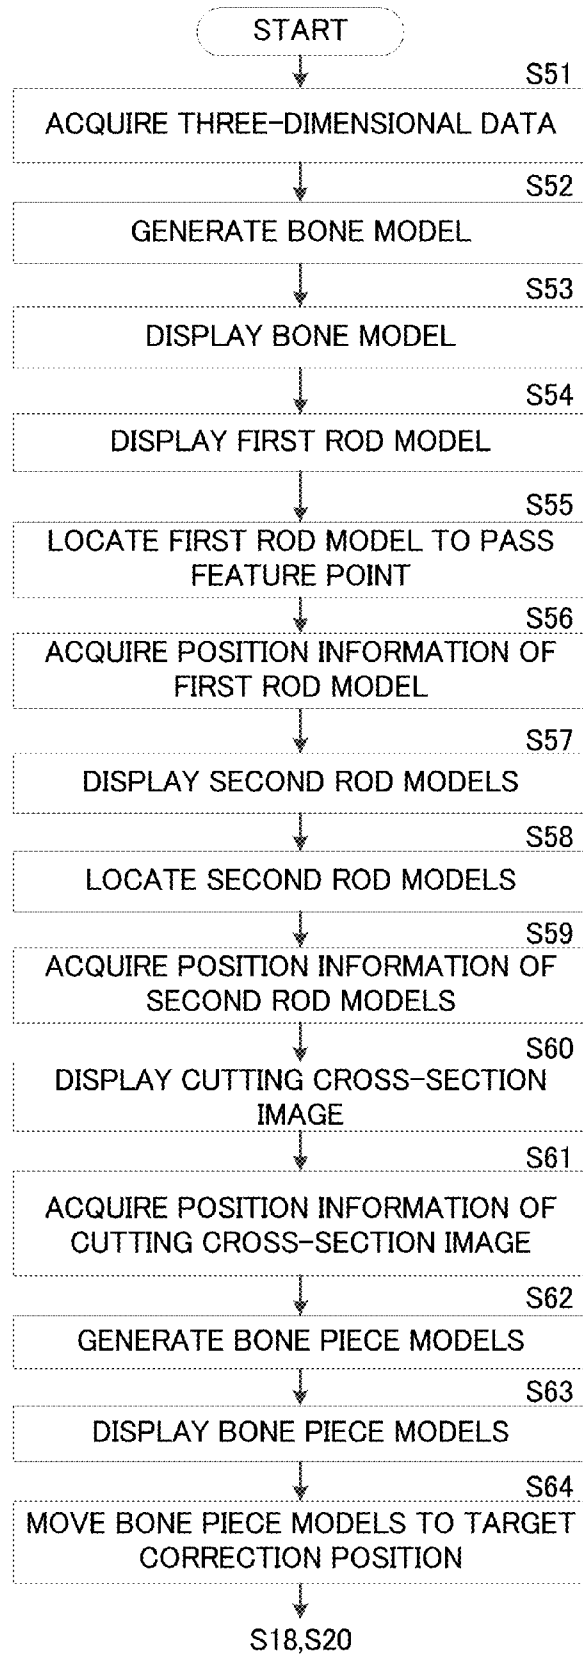 START
S51
ACQUIRE THREE-DIMENSIONAL DATA
S52
GENERATE BONE MODEL
S53
DISPLAY BONE MODEL
S54
DISPLAY FIRST ROD MODEL
S55
LOCATE FIRST ROD MODEL TO PASS
FEATURE POINT
S56
ACQUIRE POSITION INFORMATION OF
FIRST ROD MODEL
S57
DISPLAY SECOND ROD MODELS
S58
LOCATE SECOND ROD MODELS
S59
ACQUIRE POSITION INFORMATION OF
SECOND ROD MODELS
S60
DISPLAY CUTTING CROSS-SECTION
IMAGE
S61
ACQUIRE POSITION INFORMATION OF
CUTTING CROSS-SECTION IMAGE
S62
GENERATE BONE PIECE MODELS
S63
DISPLAY BONE PIECE MODELS
S64
MOVE BONE PIECE MODELS TO TARGET
CORRECTION POSITION
S18,S20